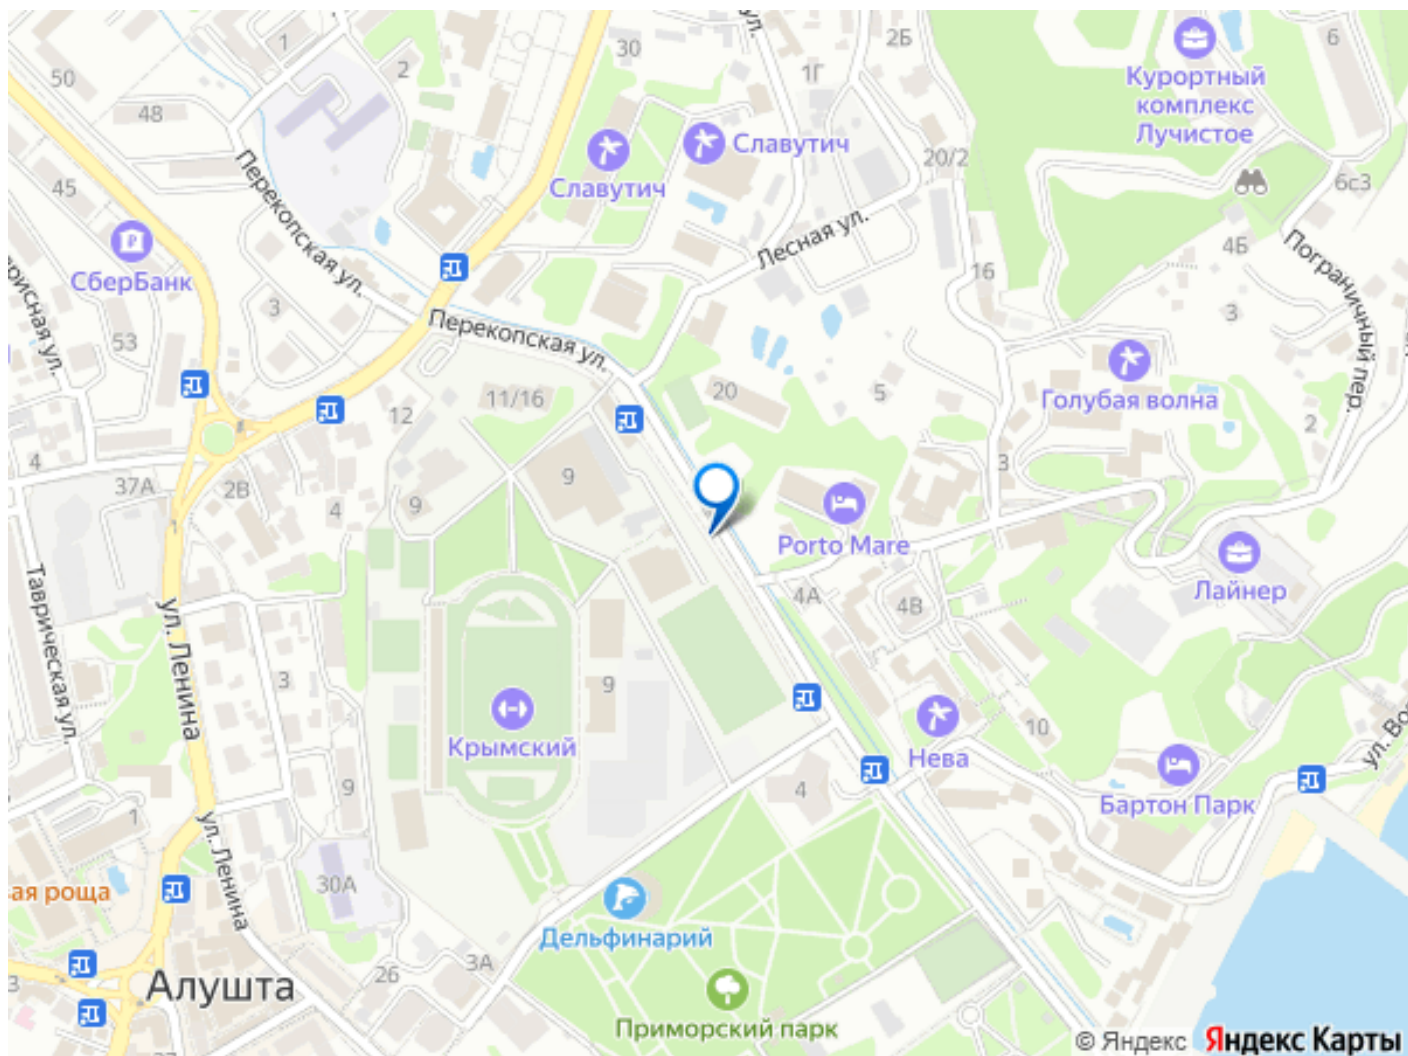 1
2
30
ул.
2Б
6
50
48
1Г
Курортный
комплекс
Лучистое
Славутич
20/2
Перекопская ул.
45
Славутич
6с3
СберБанк
Лесная ул.
4Б
Пограничный пер.
16
3
3
53
Перекопская ул.
11/16
20
5
Голубая волна
12
2
4
37А
2В
4
9
9
3
Porto Mare
1
Таврическая ул.
ул. Ленина
4А
4В
Лайнер
3
9
Крымский
Нева
10
9
4
Бартон Парк
1
ул. Ленина
30А
Дельфинарий
26
3А
Алушта
3
Приморский парк
© Яндекс Яндекс Карты